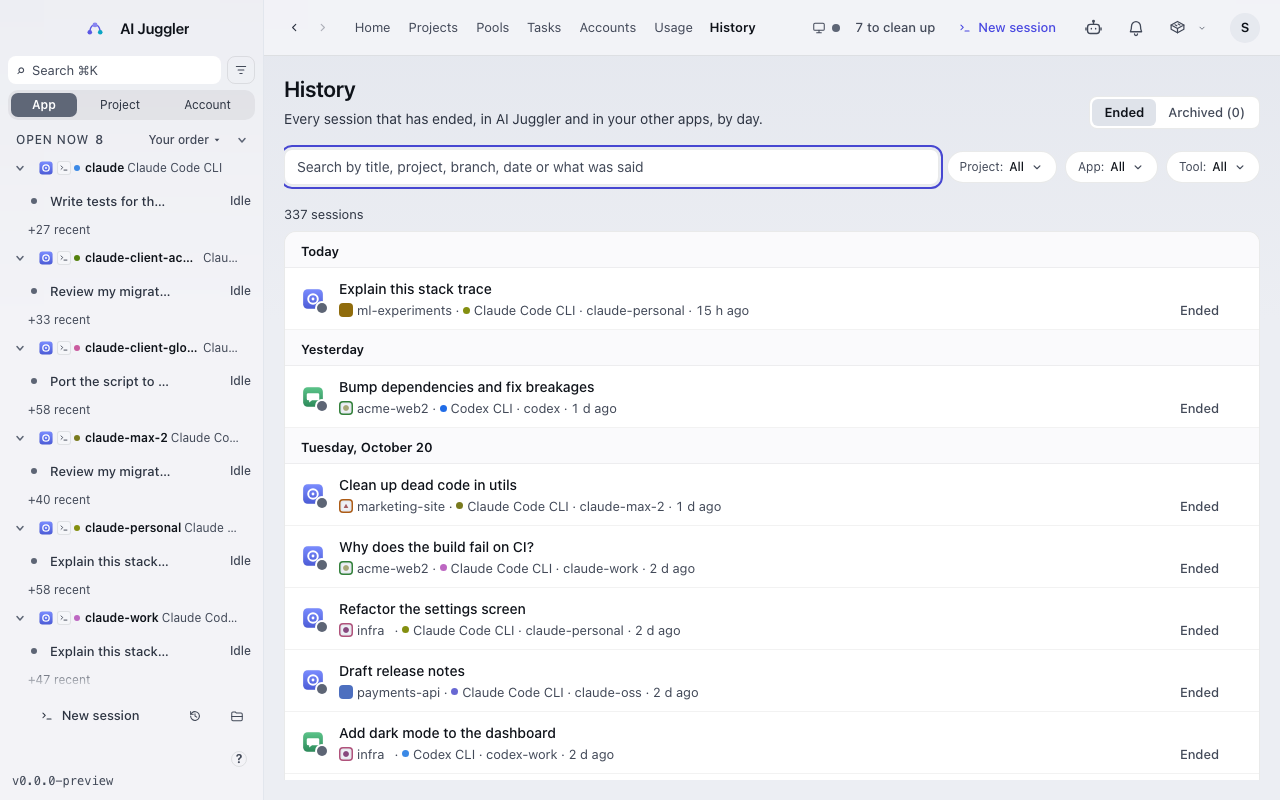 AI Juggler
Search ⌘K
App Project Account
OPEN NOW 8 Your order
claude Claude Code CLI
Write tests for th... Idle
+27 recent
claude-client-ac... Clau...
Review my migrat... Idle
+33 recent
claude-client-glo... Clau...
Port the script to ... Idle
+58 recent
claude-max-2 Claude Co...
Review my migrat... Idle
+40 recent
claude-personal Claude ...
Explain this stack... Idle
+58 recent
claude-work Claude Cod...
Explain this stack... Idle
+47 recent
New session
?
v0.0.0-preview
Home Projects Pools Tasks Accounts Usage History 7 to clean up New session S
History
Every session that has ended, in AI Juggler and in your other apps, by day.
Ended Archived (0)
Search by title, project, branch, date or what was said
Project: All App: All Tool: All
337 sessions
Today
Explain this stack trace
ml-experiments · Claude Code CLI · claude-personal · 15 h ago Ended
Yesterday
Bump dependencies and fix breakages
acme-web2 · Codex CLI · codex · 1 d ago Ended
Tuesday, October 20
Clean up dead code in utils
marketing-site · Claude Code CLI · claude-max-2 · 1 d ago Ended
Why does the build fail on CI?
acme-web2 · Claude Code CLI · claude-work · 2 d ago Ended
Refactor the settings screen
infra · Claude Code CLI · claude-personal · 2 d ago Ended
Draft release notes
payments-api · Claude Code CLI · claude-oss · 2 d ago Ended
Add dark mode to the dashboard
infra · Codex CLI · codex-work · 2 d ago Ended